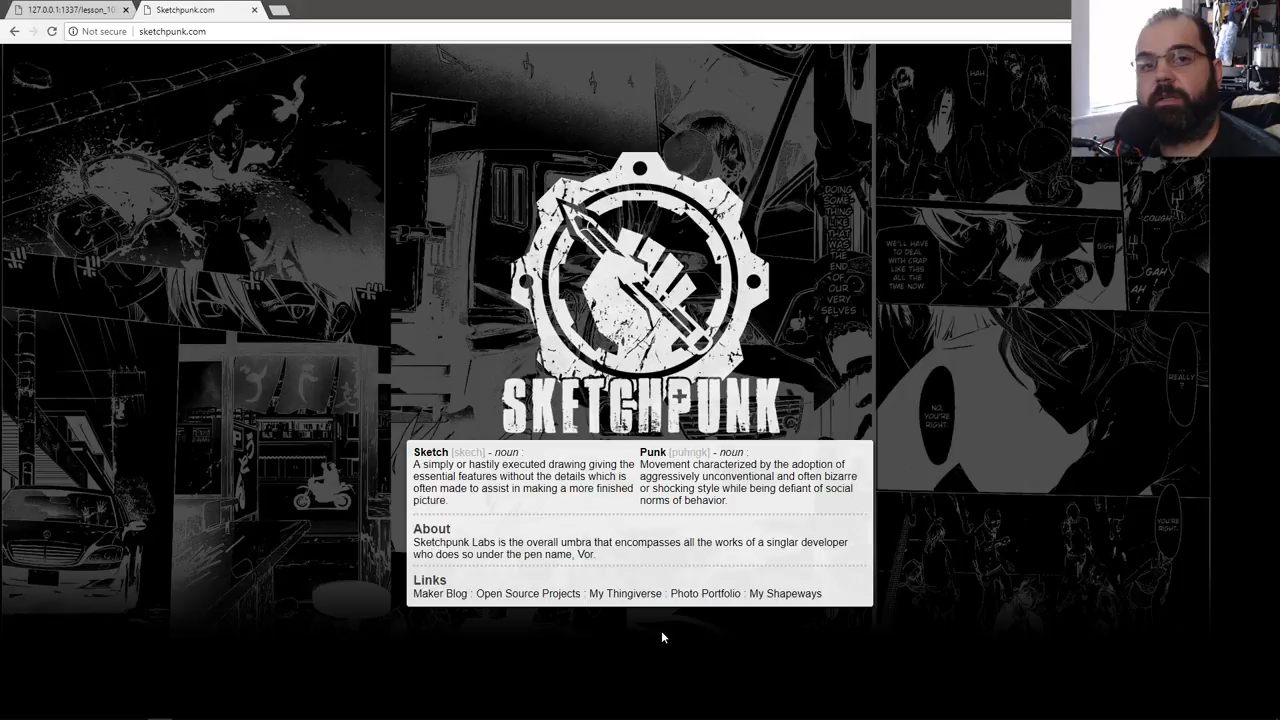 127.0.0.1:1337/lesson_10
Sketchpunk.com
Not secure
sketchpunk.com
HAH
DOING
SOME
THING
LIKE
THAT
WAS
THE
END
OF
OUR
VERY
SELVES
WE'LL HAVE
TO DEAL
WITH CRAP
LIKE THIS
ALL THE
TIME NOW.
SIGH
COUGH
GAH
AH
!
REALLY
?
NO,
YOU'RE
RIGHT.
YOU'RE
RIGHT.
SKETCHPUNK
Sketch [skech] - noun :
A simply or hastily executed drawing giving the
essential features without the details which is
often made to assist in making a more finished
picture.
Punk [puhngk] - noun :
Movement characterized by the adoption of
aggressively unconventional and often bizarre
or shocking style while being defiant of social
norms of behavior.
About
Sketchpunk Labs is the overall umbra that encompasses all the works of a singlar developer
who does so under the pen name, Vor.
Links
Maker Blog : Open Source Projects : My Thingiverse : Photo Portfolio : My Shapeways